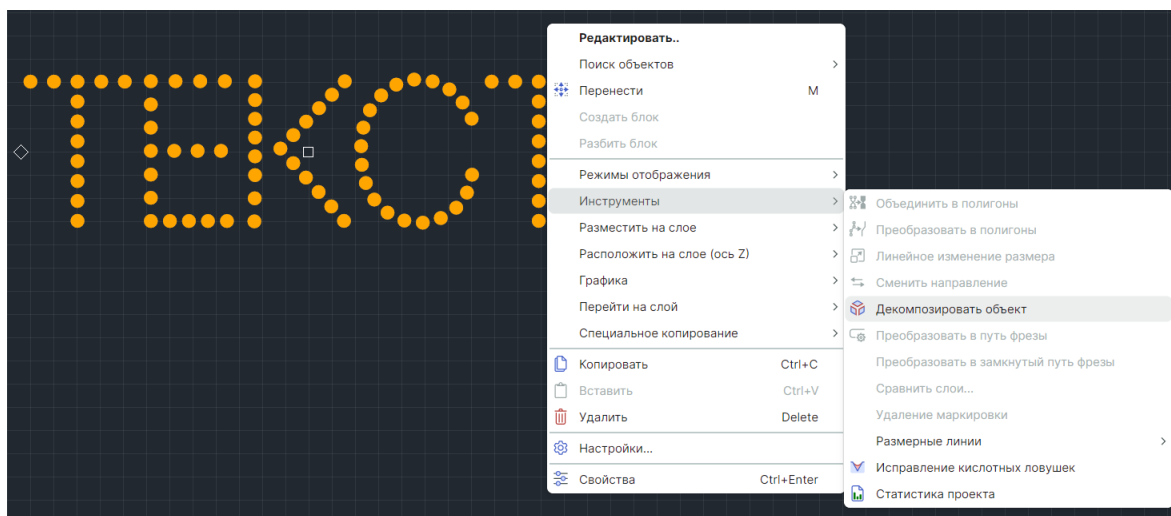 ТЕКСТ
Редактировать..
Поиск объектов
Перенести M
Создать блок
Разбить блок
Режимы отображения
Инструменты
Разместить на слое
Расположить на слое (ось Z)
Графика
Перейти на слой
Специальное копирование
Копировать Ctrl+C
Вставить Ctrl+V
Удалить Delete
Настройки...
Свойства Ctrl+Enter
Объединить в полигоны
Преобразовать в полигоны
Линейное изменение размера
Сменить направление
Декомпозировать объект
Преобразовать в путь фрезы
Преобразовать в замкнутый путь фрезы
Сравнить слои...
Удаление маркировки
Размерные линии
Исправление кислотных ловушек
Статистика проекта